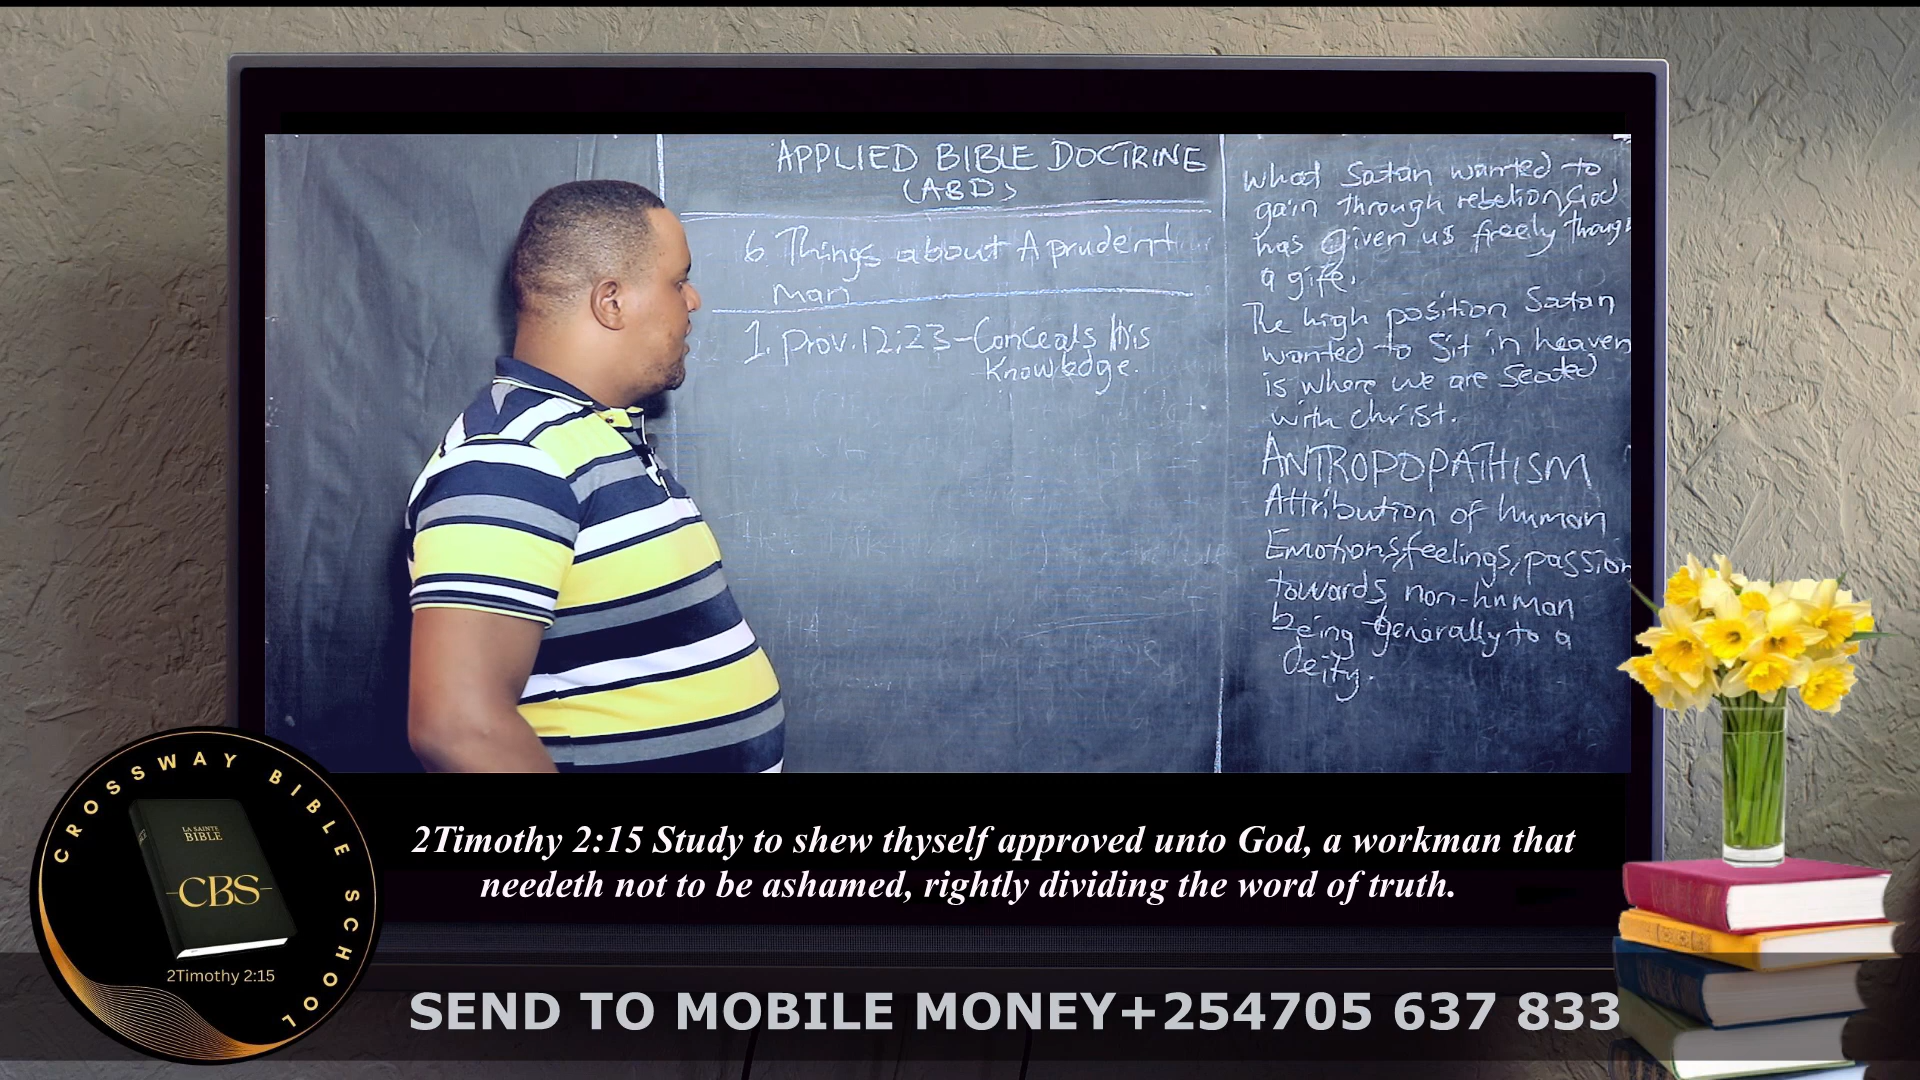 APPLIED BIBLE DOCTRINE
(ABD)
6 Things about A prudent
Man
1. Prov. 12:23 - Conceals His
Knowledge.
what Satan wanted to
gain through rebelion, God
has given us freely through
a gife.
The high position Satan
wanted to Sit in heaven
is where we are Seated
with Christ.
ANTROPOPATHISM
Attribution of human
Emotions, feelings, passion
towards non-human
being generally to a
Deity.
CROSSWAY BIBLE SCHOOL
LA SAINTE
BIBLE
CBS
2Timothy 2:15
2Timothy 2:15 Study to shew thyself approved unto God, a workman that
needeth not to be ashamed, rightly dividing the word of truth.
SEND TO MOBILE MONEY+254705 637 833